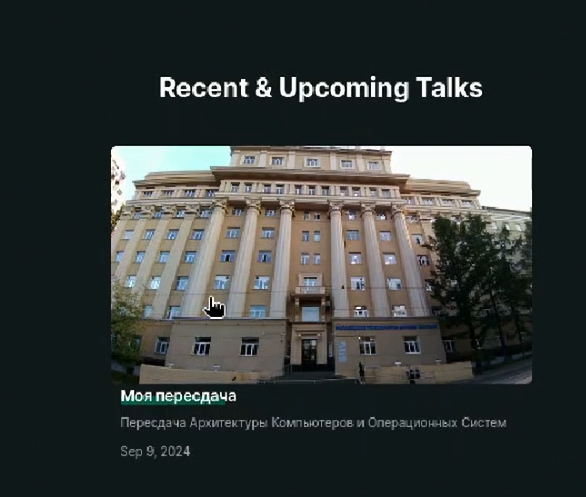 Recent & Upcoming Talks
Моя пересдача
Пересдача Архитектуры Компьютеров и Операционных Систем
Sep 9, 2024